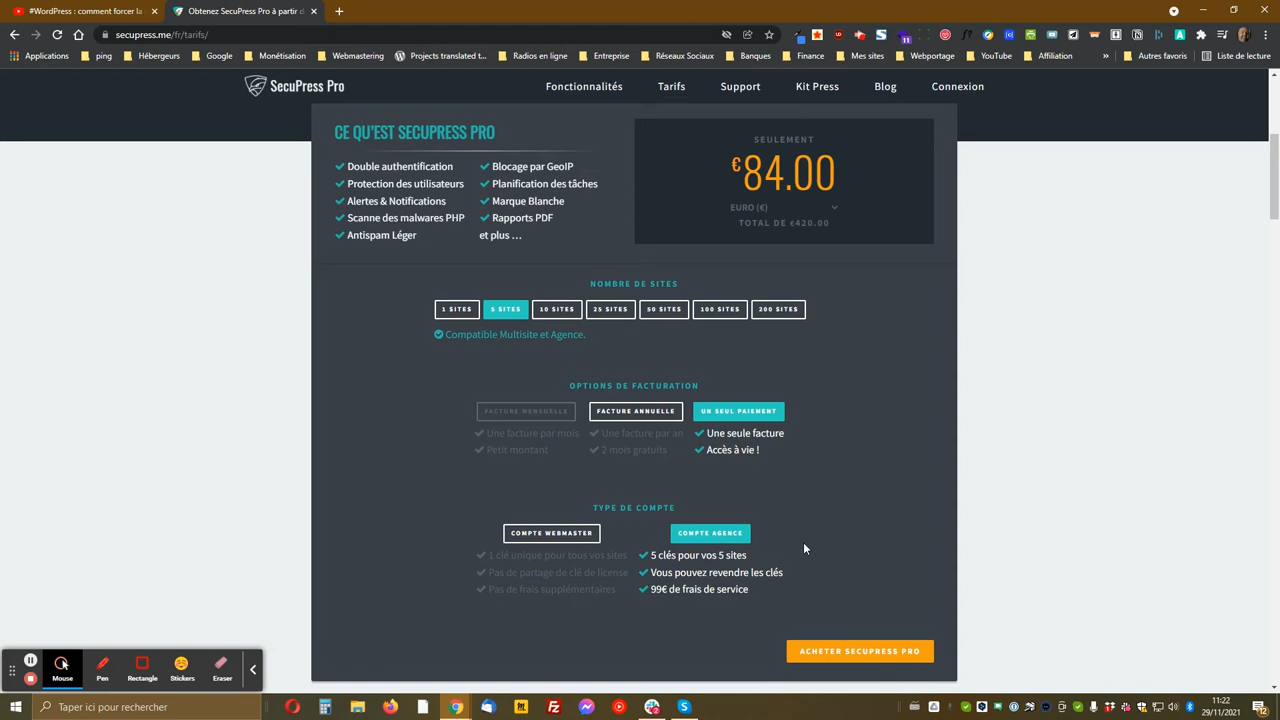 #WordPress : comment forcer la
Obtenez SecuPress Pro à partir d
secupress.me/fr/tarifs/
Applications
ping
Hébergeurs
Google
Monétisation
Webmastering
Projects translated t...
Radios en ligne
Entreprise
Réseaux Sociaux
Banques
Finance
Mes sites
Webportage
YouTube
Affiliation
Autres favoris
Liste de lecture
SecuPress Pro
Fonctionnalités
Tarifs
Support
Kit Press
Blog
Connexion
CE QU'EST SECUPRESS PRO
Double authentification
Protection des utilisateurs
Alertes & Notifications
Scanne des malwares PHP
Antispam Léger
Blocage par GeoIP
Planification des tâches
Marque Blanche
Rapports PDF
et plus ...
SEULEMENT
€84.00
EURO (€)
TOTAL DE €420.00
NOMBRE DE SITES
1 SITES
5 SITES
10 SITES
25 SITES
50 SITES
100 SITES
200 SITES
Compatible Multisite et Agence.
OPTIONS DE FACTURATION
FACTURE MENSUELLE
Une facture par mois
Petit montant
FACTURE ANNUELLE
Une facture par an
2 mois gratuits
UN SEUL PAIEMENT
Une seule facture
Accès à vie !
TYPE DE COMPTE
COMPTE WEBMASTER
1 clé unique pour tous vos sites
Pas de partage de clé de license
Pas de frais supplémentaires
COMPTE AGENCE
5 clés pour vos 5 sites
Vous pouvez revendre les clés
99€ de frais de service
ACHETER SECUPRESS PRO
Mouse
Pen
Rectangle
Stickers
Eraser
Taper ici pour rechercher
11:22
29/11/2021